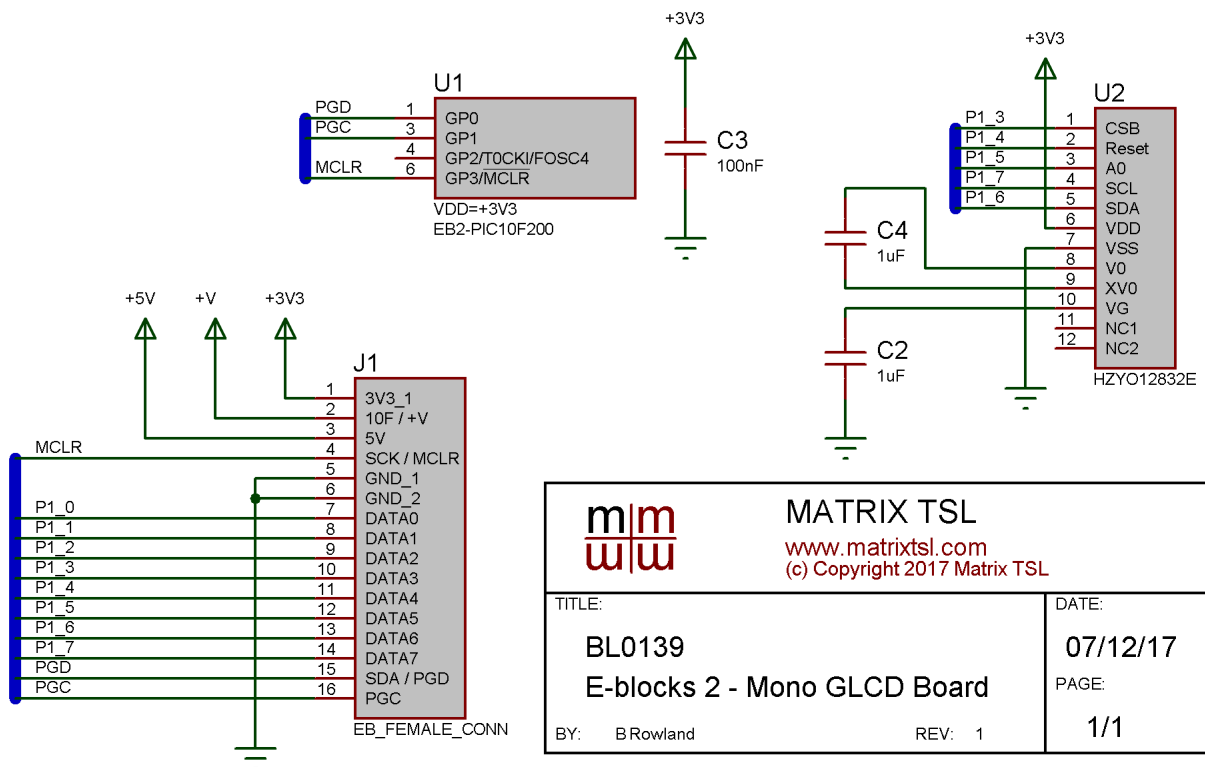 +3V3
U1
PGD 1 GP0
PGC 3 GP1
4 GP2/T0CKI/FOSC4
MCLR 6 GP3/MCLR
VDD=+3V3
EB2-PIC10F200
C3
100nF
+3V3
U2
P1_3 1 CSB
P1_4 2 Reset
P1_5 3 A0
P1_7 4 SCL
P1_6 5 SDA
6 VDD
7 VSS
8 V0
9 XV0
10 VG
11 NC1
12 NC2
HZYO12832E
C4
1uF
C2
1uF
+5V +V +3V3
J1
1 3V3_1
2 10F / +V
3 5V
MCLR 4 SCK / MCLR
5 GND_1
6 GND_2
P1_0 7 DATA0
P1_1 8 DATA1
P1_2 9 DATA2
P1_3 10 DATA3
P1_4 11 DATA4
P1_5 12 DATA5
P1_6 13 DATA6
P1_7 14 DATA7
PGD 15 SDA / PGD
PGC 16 PGC
EB_FEMALE_CONN
m m
MATRIX TSL
www.matrixtsl.com
(c) Copyright 2017 Matrix TSL
TITLE:
BL0139
E-blocks 2 - Mono GLCD Board
BY: B Rowland REV: 1
DATE:
07/12/17
PAGE:
1/1